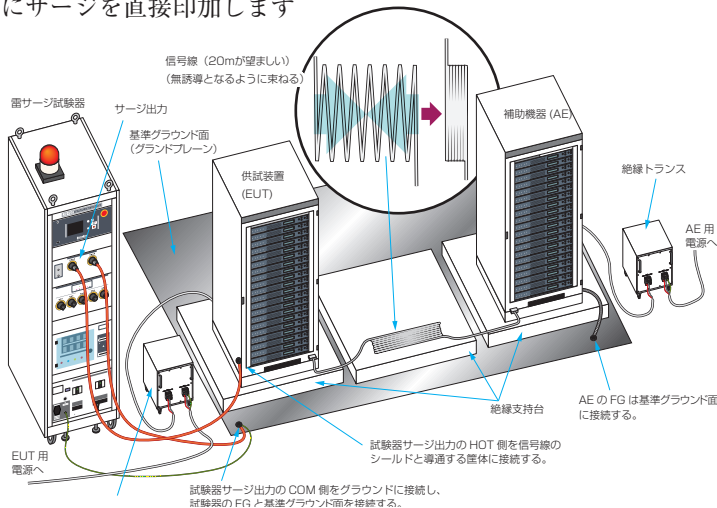 にサージを直接印加します
信号線（20mが望ましい）
（無誘導となるように束ねる）
雷サージ試験器
サージ出力
基準グラウンド面
（グランドプレーン）
供試装置
(EUT)
補助機器 (AE)
絶縁トランス
AE 用
電源へ
絶縁支持台
AE の FG は基準グラウンド面
に接続する。
試験器サージ出力の HOT 側を信号線の
シールドと導通する筐体に接続する。
EUT 用
電源へ
試験器サージ出力の COM 側をグラウンドに接続し、
試験器の FG と基準グラウンド面を接続する。